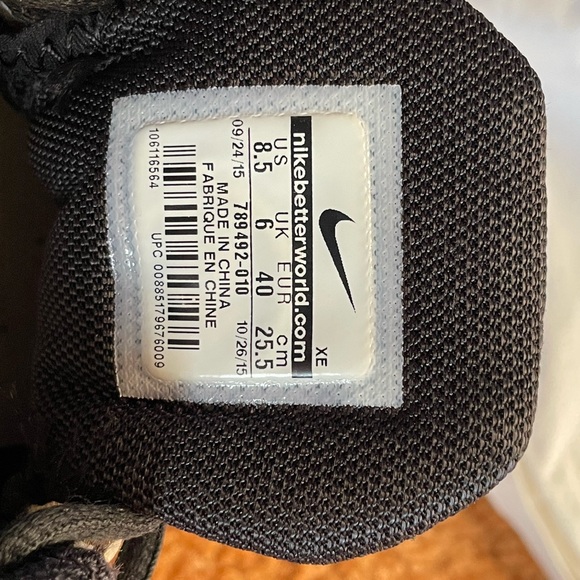 XE
nikebetterworld.com
US UK EUR cm
8.5 6 40 25.5
09/24/15 789492-010 10/26/15
MADE IN CHINA
FABRIQUE EN CHINE
106116564
UPC 00885179676009